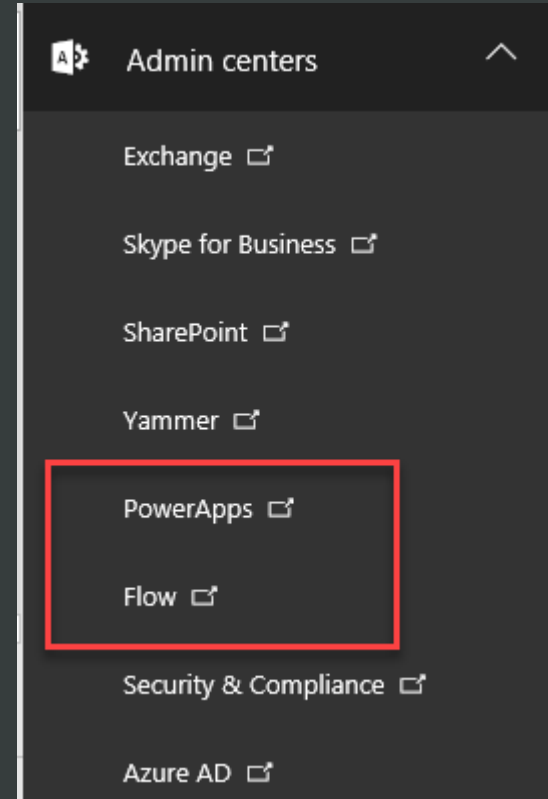 Admin centers
Exchange
Skype for Business
SharePoint
Yammer
PowerApps
Flow
Security & Compliance
Azure AD